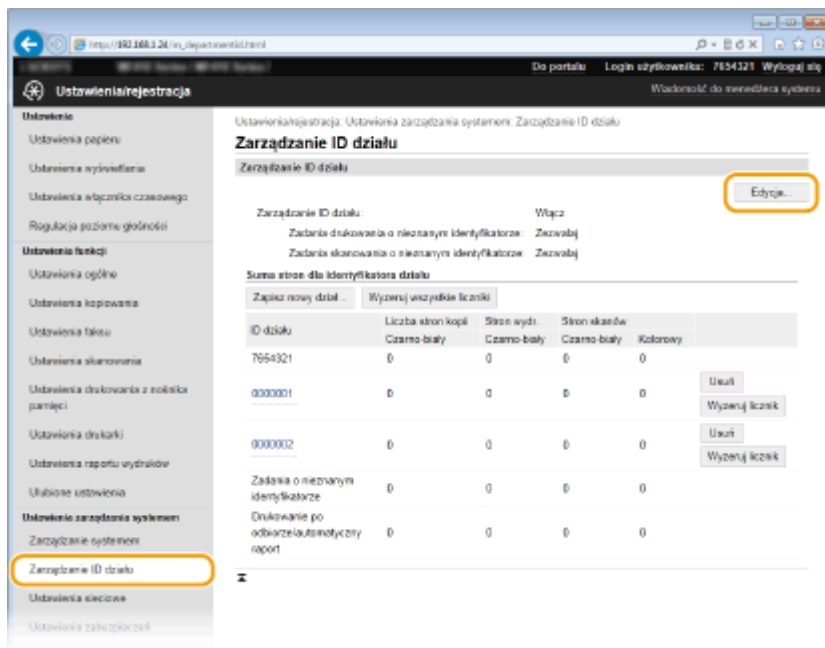 http://192.168.1.24/m_departmentid.html
Do portalu Login użytkownika: 7654321 Wyloguj się
Ustawienia/rejestracja
Wiadomość do menedżera systemu
Ustawienia
Ustawienia papieru
Ustawienia wyświetlania
Ustawienia włącznika czasowego
Regulacja poziomu głośności
Ustawienia funkcji
Ustawienia ogólne
Ustawienia kopiowania
Ustawienia faksu
Ustawienia skanowania
Ustawienia drukowania z nośnika
pamięci
Ustawienia drukarki
Ustawienia raportu wydruków
Ulubione ustawienia
Ustawienia zarządzania systemem
Zarządzanie systemem
Zarządzanie ID działu
Ustawienia sieciowe
Ustawienia zabezpieczeń
Ustawienia/rejestracja: Ustawienia zarządzania systemem: Zarządzanie ID działu
Zarządzanie ID działu
Zarządzanie ID działu
Edycja...
Zarządzanie ID działu: Włącz
Zadania drukowania o nieznanym identyfikatorze: Zezwalaj
Zadania skanowania o nieznanym identyfikatorze: Zezwalaj
Suma stron dla identyfikatora działu
Zapisz nowy dział... Wyzeruj wszystkie liczniki
ID działu Liczba stron kopii Stron wydr. Stron skanów
Czarno-biały Czarno-biały Czarno-biały Kolorowy
7654321 0 0 0 0
0000001 0 0 0 0 Usuń
Wyzeruj licznik
0000002 0 0 0 0 Usuń
Wyzeruj licznik
Zadania o nieznanym
identyfikatorze 0 0 0 0
Drukowanie po
odbiorze/automatyczny 0 0 0 0
raport